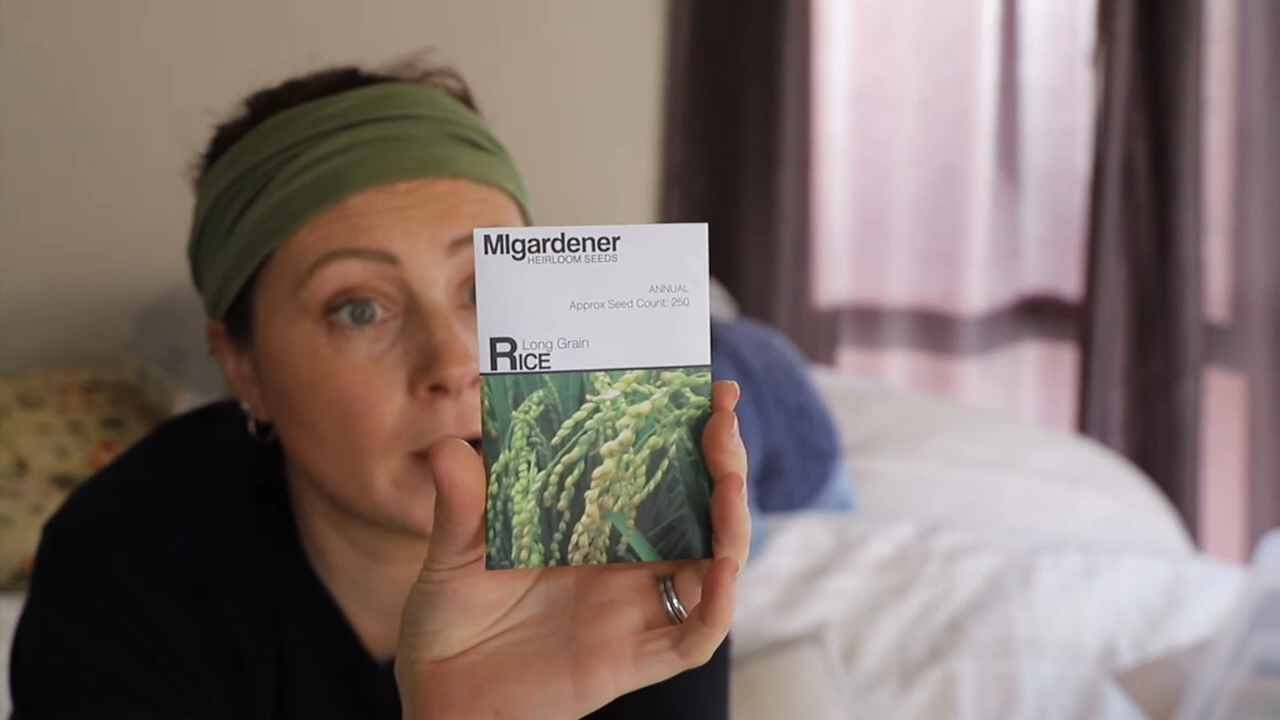 MIgardener
HEIRLOOM SEEDS
ANNUAL
Approx Seed Count: 250
Long Grain
RICE